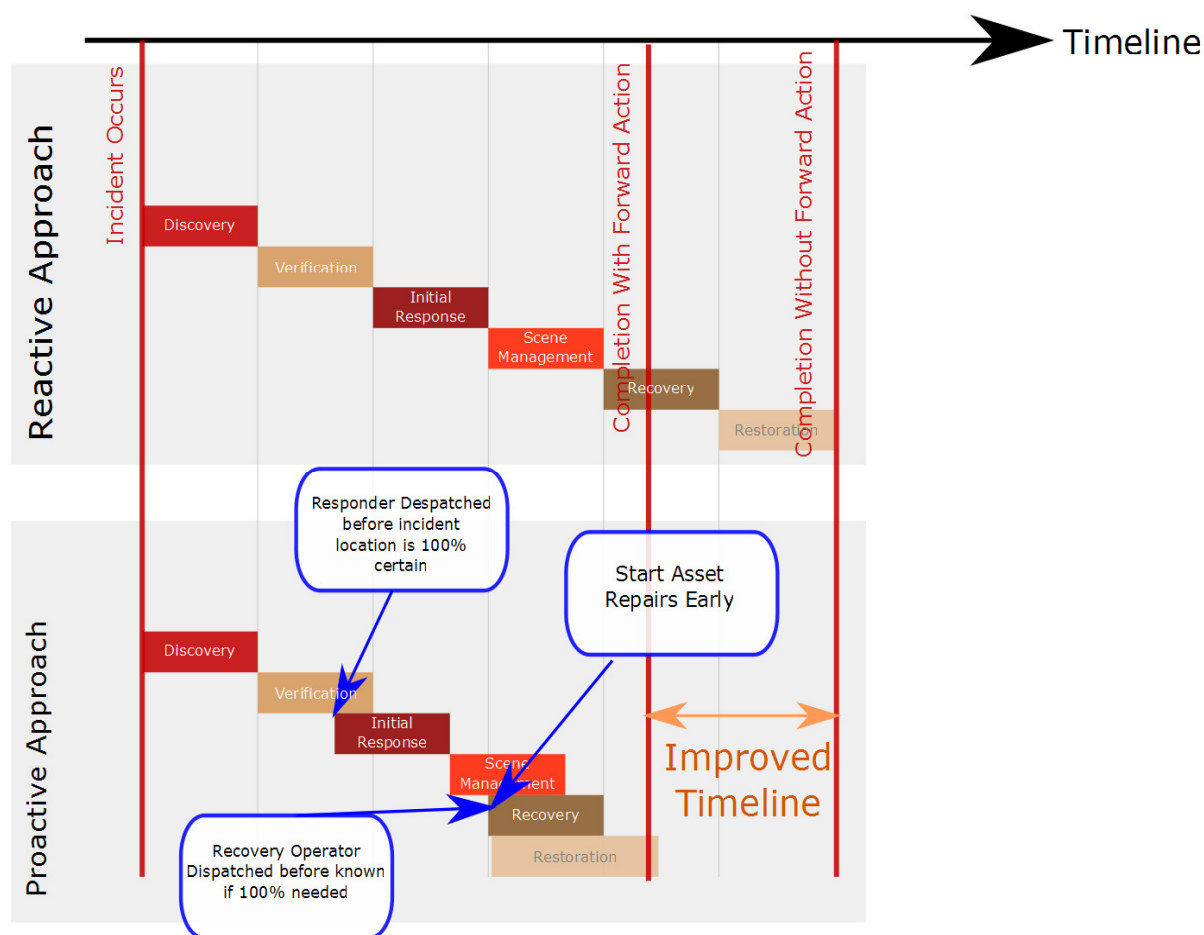 Timeline
Incident Occurs
Completion With Forward Action
Completion Without Forward Action
Reactive Approach
Discovery
Verification
Initial
Response
Scene
Management
Recovery
Restoration
Responder Despatched
before incident
location is 100%
certain
Start Asset
Repairs Early
Proactive Approach
Discovery
Verification
Initial
Response
Scene
Management
Recovery
Restoration
Improved
Timeline
Recovery Operator
Dispatched before known
if 100% needed